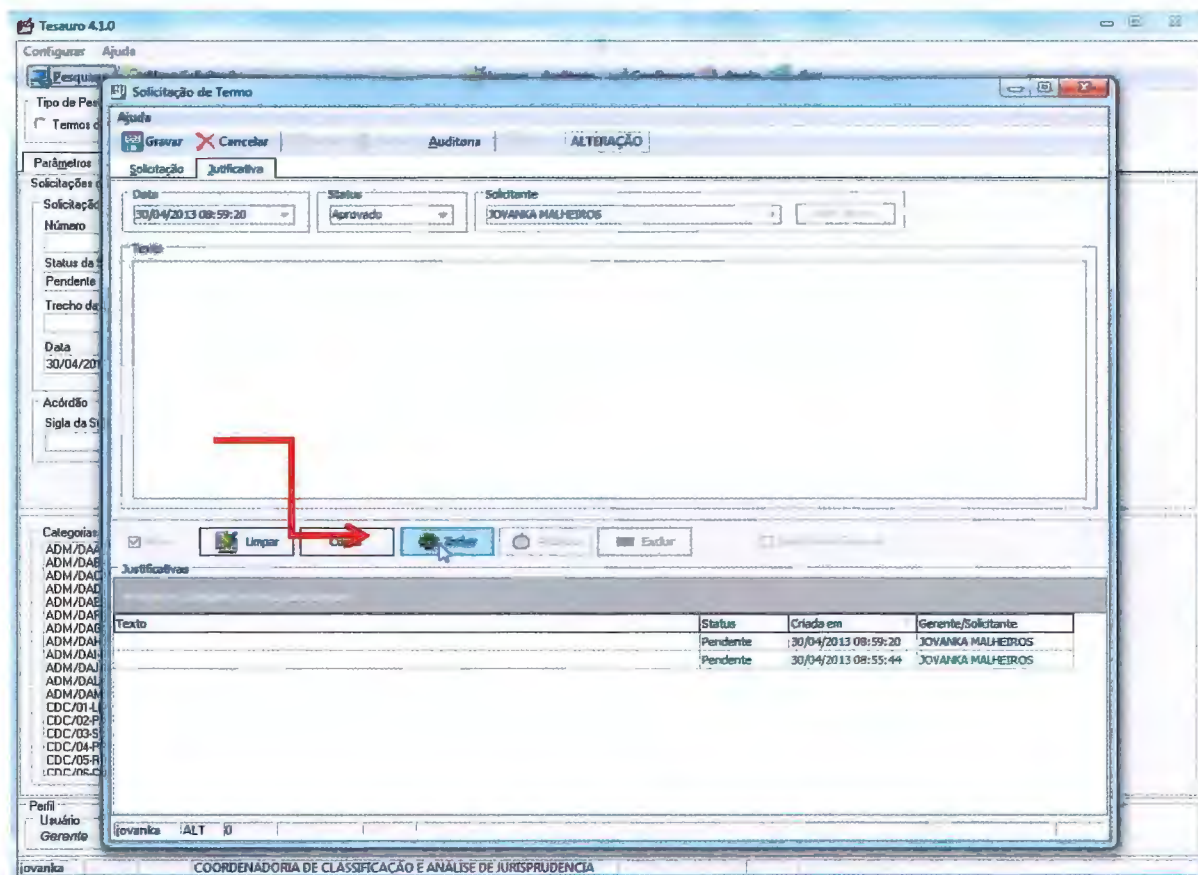 Tesauro 4.1.0
Configurar Ajuda
Solicitação de Termo
Tipo de Pes
Termos d
Ajuda
Gravar Cancelar Auditoria ALTERAÇÃO
Parâmetros
Solicitação Justificativa
Solicitações
Solicitação
Data Status Solicitante
30/04/2013 08:59:20 Aprovado JOVANKA MALHEIROS
Número
Texto
Status da S
Pendente
Trecho da
Data
30/04/201
Acórdão
Sigla da S
Categorias
Limpar Excluir
ADM/DAA
ADM/DAB
ADM/DAC
ADM/DAD
ADM/DAE
ADM/DAF
ADM/DAG
ADM/DAH
ADM/DAI
ADM/DAJ
ADM/DAL
ADM/DAM
CDC/01-L
CDC/02-P
CDC/03-S
CDC/04-P
CDC/05-R
Justificativas
Texto Status Criada em Gerente/Solicitante
Pendente 30/04/2013 08:59:20 JOVANKA MALHEIROS
Pendente 30/04/2013 08:55:44 JOVANKA MALHEIROS
Perfil
Usuário
Gerente
jovanka ALT 0
jovanka COORDENADORIA DE CLASSIFICAÇÃO E ANÁLISE DE JURISPRUDENCIA